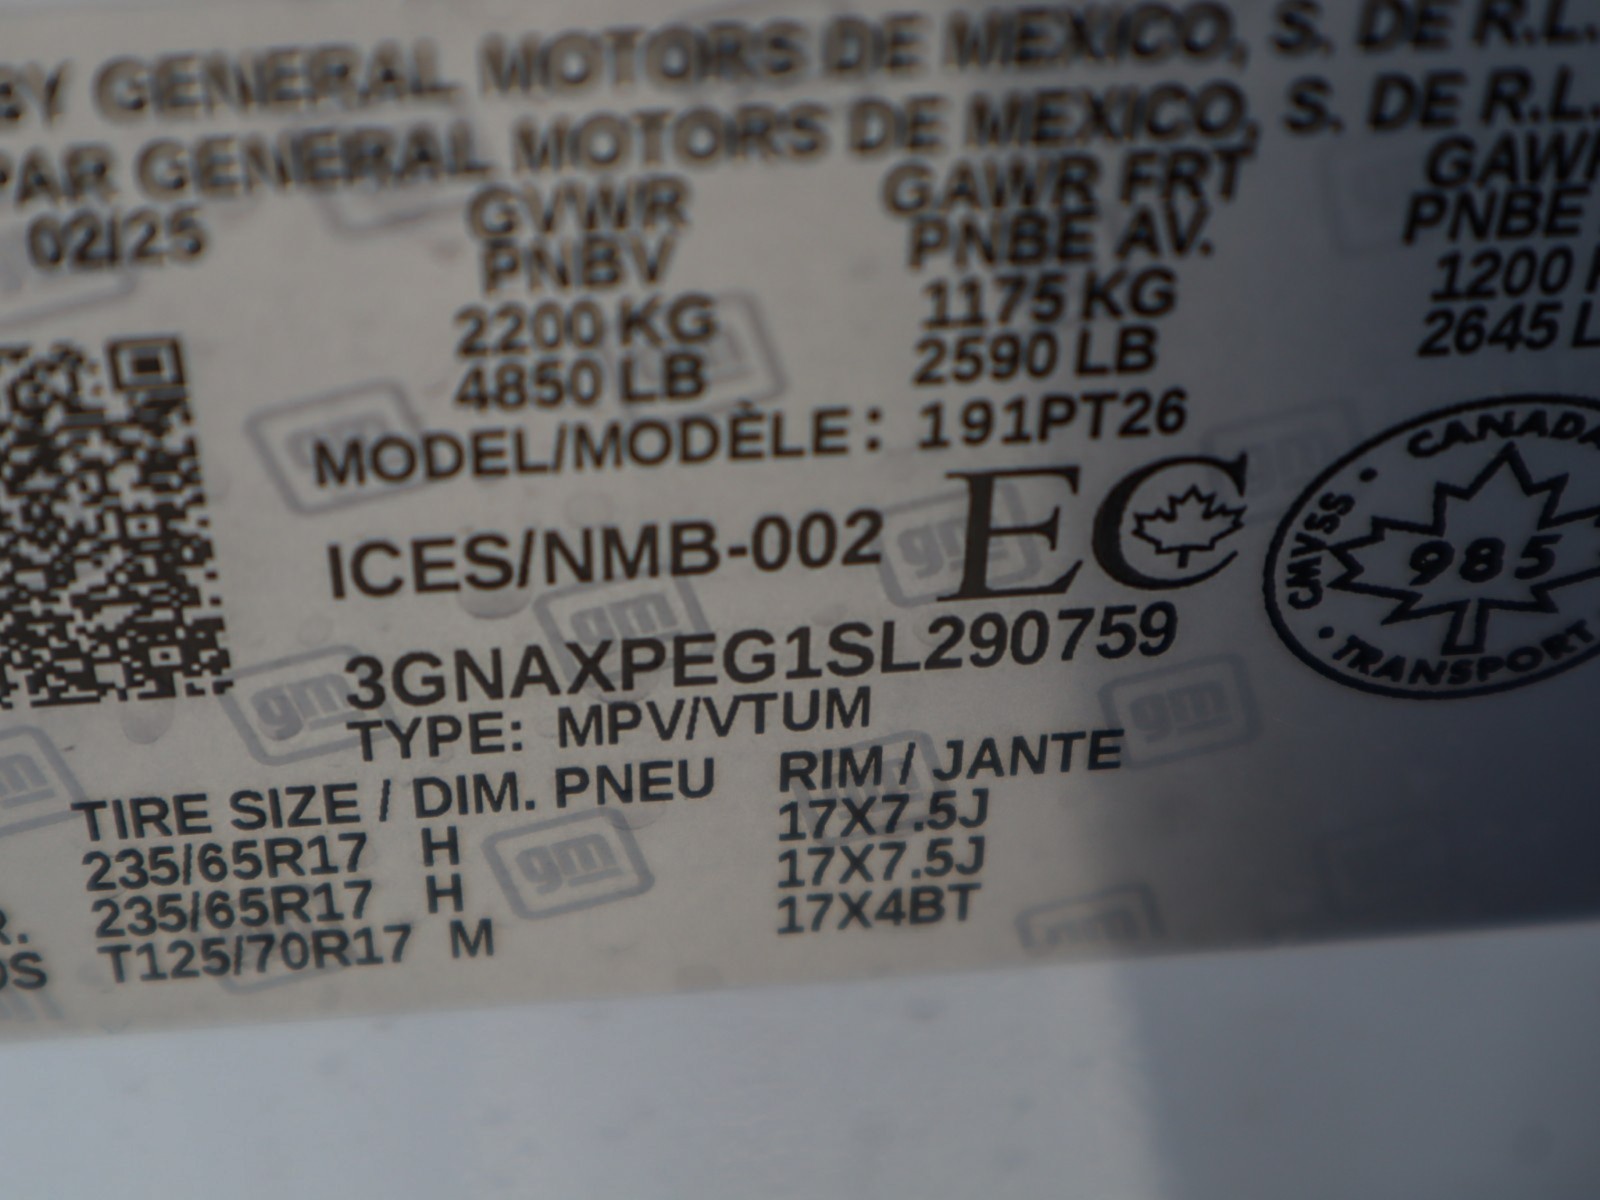 BY GENERAL MOTORS DE MEXICO, S. DE R.L.
PAR GENERAL MOTORS DE MEXICO, S. DE R.L.
02/25 GVWR GAWR FRT GAWR
PNBV PNBE AV. PNBE
2200 KG 1175 KG 1200
4850 LB 2590 LB 2645
MODEL/MODÈLE: 191PT26
ICES/NMB-002 EC
CANADA
CMVSS 985
TRANSPORT
3GNAXPEG1SL290759
TYPE: MPV/VTUM
TIRE SIZE / DIM. PNEU RIM / JANTE
235/65R17 H 17X7.5J
235/65R17 H 17X7.5J
T125/70R17 M 17X4BT
gm